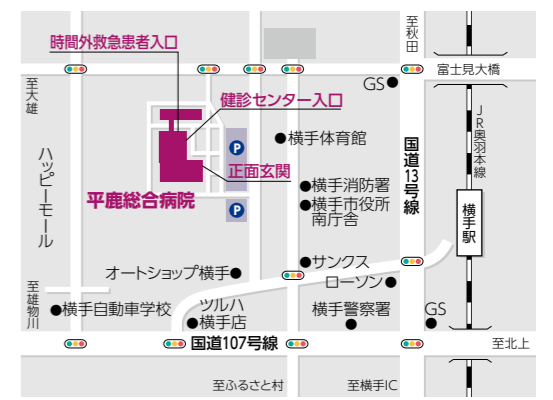 至秋田
時間外救急患者入口
富士見大橋
至大雄
GS
健診センター入口
P
JR奥羽本線
横手体育館
国道13号線
ハッピーモール
正面玄関
横手消防署
平鹿総合病院
P
横手市役所
南庁舎
横手駅
サンクス
オートショップ横手
ローソン
至雄物川
横手自動車学校
ツルハ
横手店
横手警察署
GS
国道107号線
至北上
至ふるさと村
至横手IC